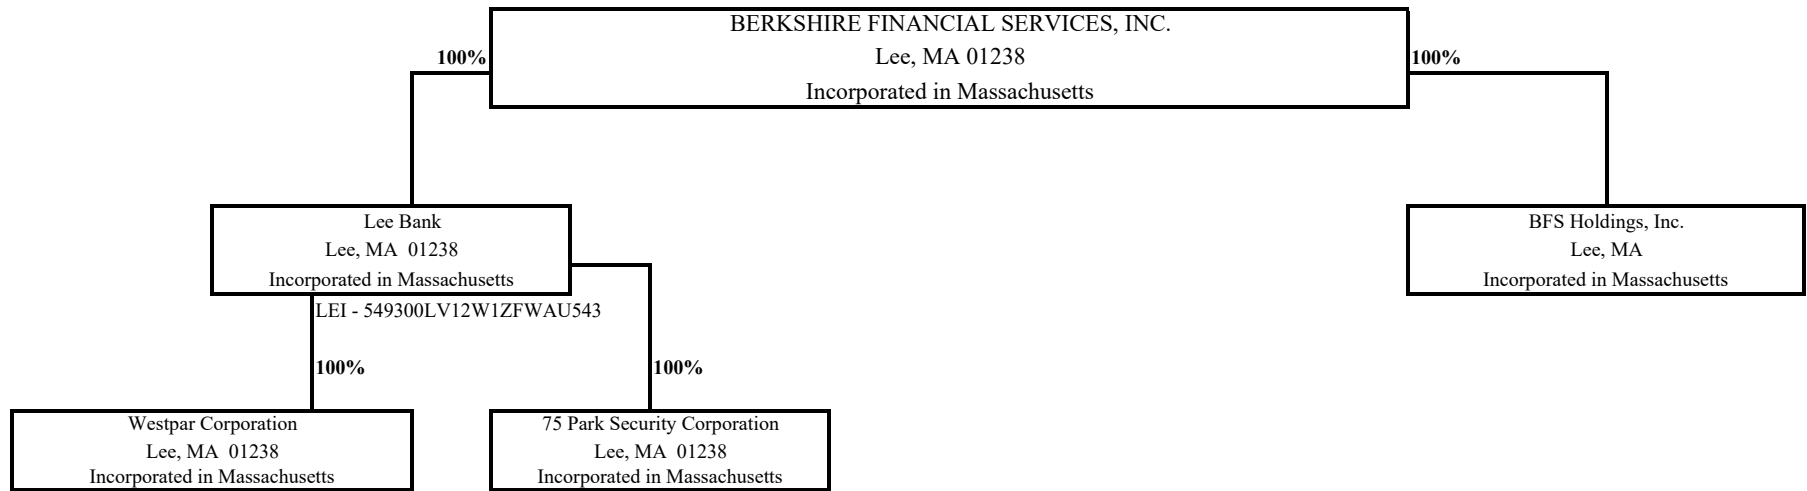 BERKSHIRE FINANCIAL SERVICES, INC.
100%
Lee, MA 01238
100%
Incorporated in Massachusetts
Lee Bank
Lee, MA  01238
Incorporated in Massachusetts
BFS Holdings, Inc.
Lee, MA
Incorporated in Massachusetts
LEI - 549300LV12W1ZFWAU543
100%
100%
Westpar Corporation
Lee, MA  01238
Incorporated in Massachusetts
75 Park Security Corporation
Lee, MA  01238
Incorporated in Massachusetts